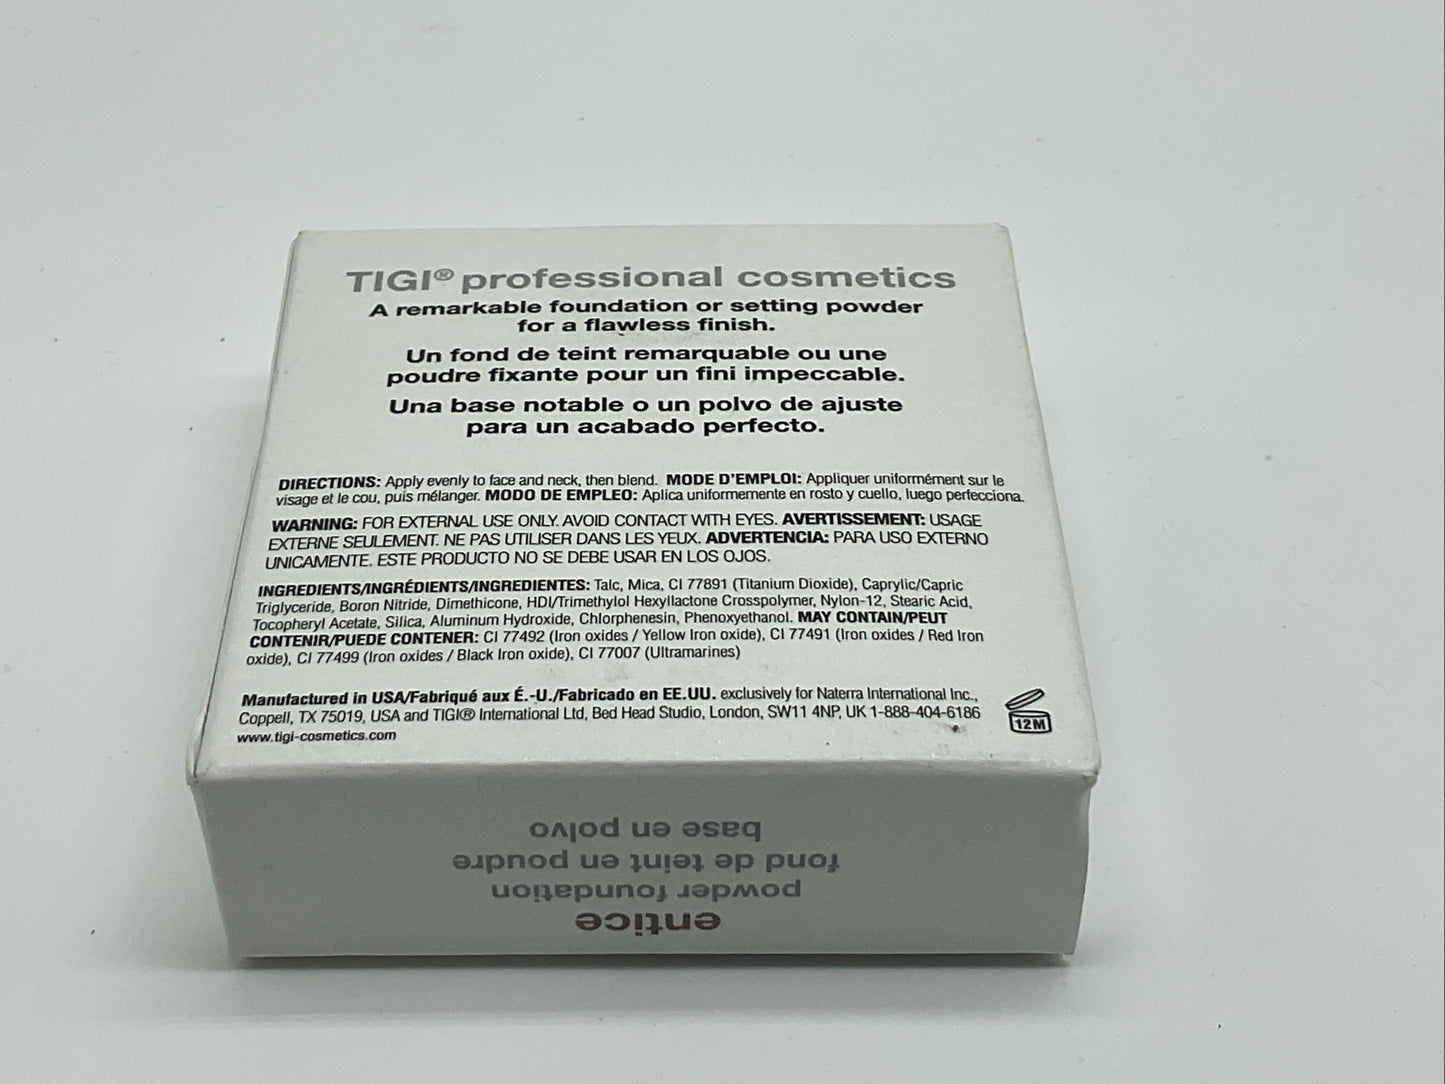 TIGI® professional cosmetics
A remarkable foundation or setting powder
for a flawless finish.
Un fond de teint remarquable ou une
poudre fixante pour un fini impeccable.
Una base notable o un polvo de ajuste
para un acabado perfecto.
DIRECTIONS: Apply evenly to face and neck, then blend. MODE D'EMPLOI: Appliquer uniformément sur le
visage et le cou, puis mélanger. MODO DE EMPLEO: Aplica uniformemente en rosto y cuello, luego perfecciona.
WARNING: FOR EXTERNAL USE ONLY. AVOID CONTACT WITH EYES. AVERTISSEMENT: USAGE
EXTERNE SEULEMENT. NE PAS UTILISER DANS LES YEUX. ADVERTENCIA: PARA USO EXTERNO
UNICAMENTE. ESTE PRODUCTO NO SE DEBE USAR EN LOS OJOS.
INGREDIENTS/INGRÉDIENTS/INGREDIENTES: Talc, Mica, CI 77891 (Titanium Dioxide), Caprylic/Capric
Triglyceride, Boron Nitride, Dimethicone, HDI/Trimethylol Hexyllactone Crosspolymer, Nylon-12, Stearic Acid,
Tocopheryl Acetate, Silica, Aluminum Hydroxide, Chlorphenesin, Phenoxyethanol. MAY CONTAIN/PEUT
CONTENIR/PUEDE CONTENER: CI 77492 (Iron oxides / Yellow Iron oxide), CI 77491 (Iron oxides / Red Iron
oxide), CI 77499 (Iron oxides / Black Iron oxide), CI 77007 (Ultramarines)
Manufactured in USA/Fabriqué aux É.-U./Fabricado en EE.UU. exclusively for Naterra International Inc.,
Coppell, TX 75019, USA and TIGI® International Ltd, Bed Head Studio, London, SW11 4NP, UK 1-888-404-6186
www.tigi-cosmetics.com
12M
entice
powder foundation
fond de teint en poudre
base en polvo